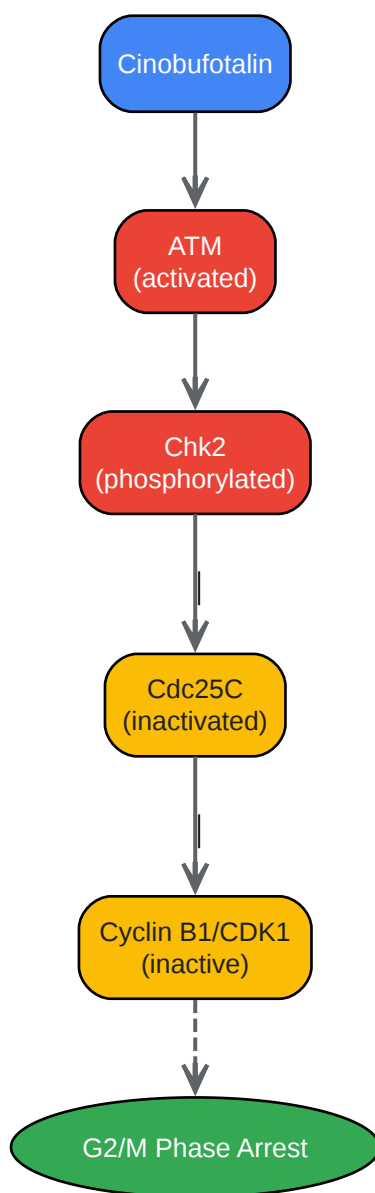 Cinobufotalin
ATM
(activated)
Chk2
(phosphorylated)
|
Cdc25C
(inactivated)
|
Cyclin B1/CDK1
(inactive)
G2/M Phase Arrest